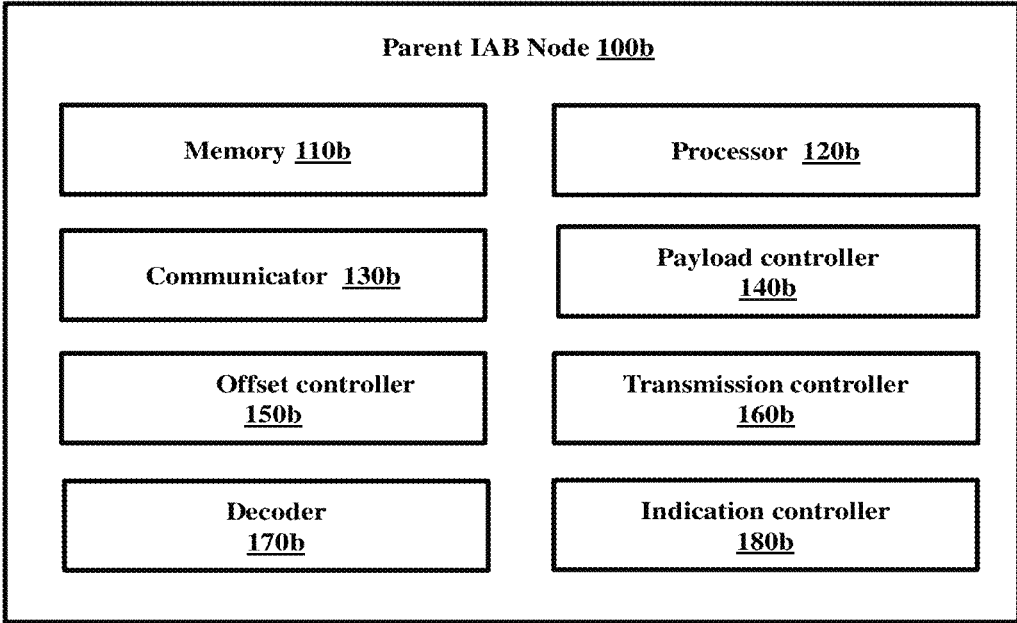 Parent IAB Node 100b
Memory 110b
Processor 120b
Communicator 130b
Payload controller
140b
Offset controller
150b
Transmission controller
160b
Decoder
170b
Indication controller
180b